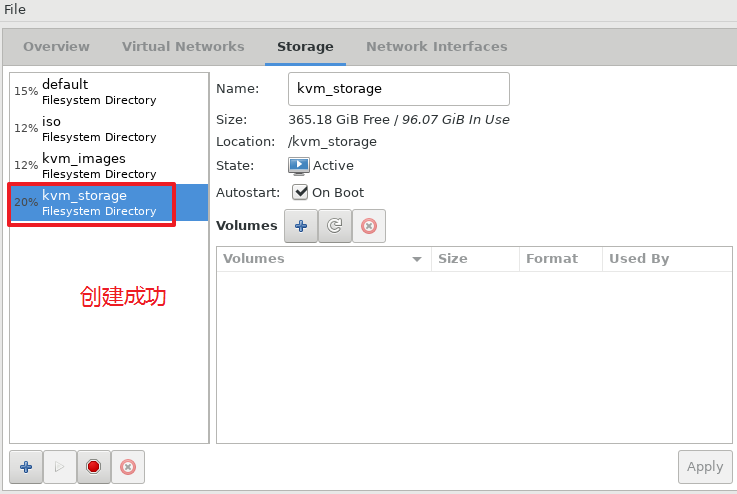 File
Overview Virtual Networks Storage Network Interfaces
15% default
Filesystem Directory
12% iso
Filesystem Directory
12% kvm_images
Filesystem Directory
20% kvm_storage
Filesystem Directory
创建成功
Name: kvm_storage
Size: 365.18 GiB Free / 96.07 GiB In Use
Location: /kvm_storage
State: Active
Autostart: On Boot
Volumes
Volumes Size Format Used By
Apply